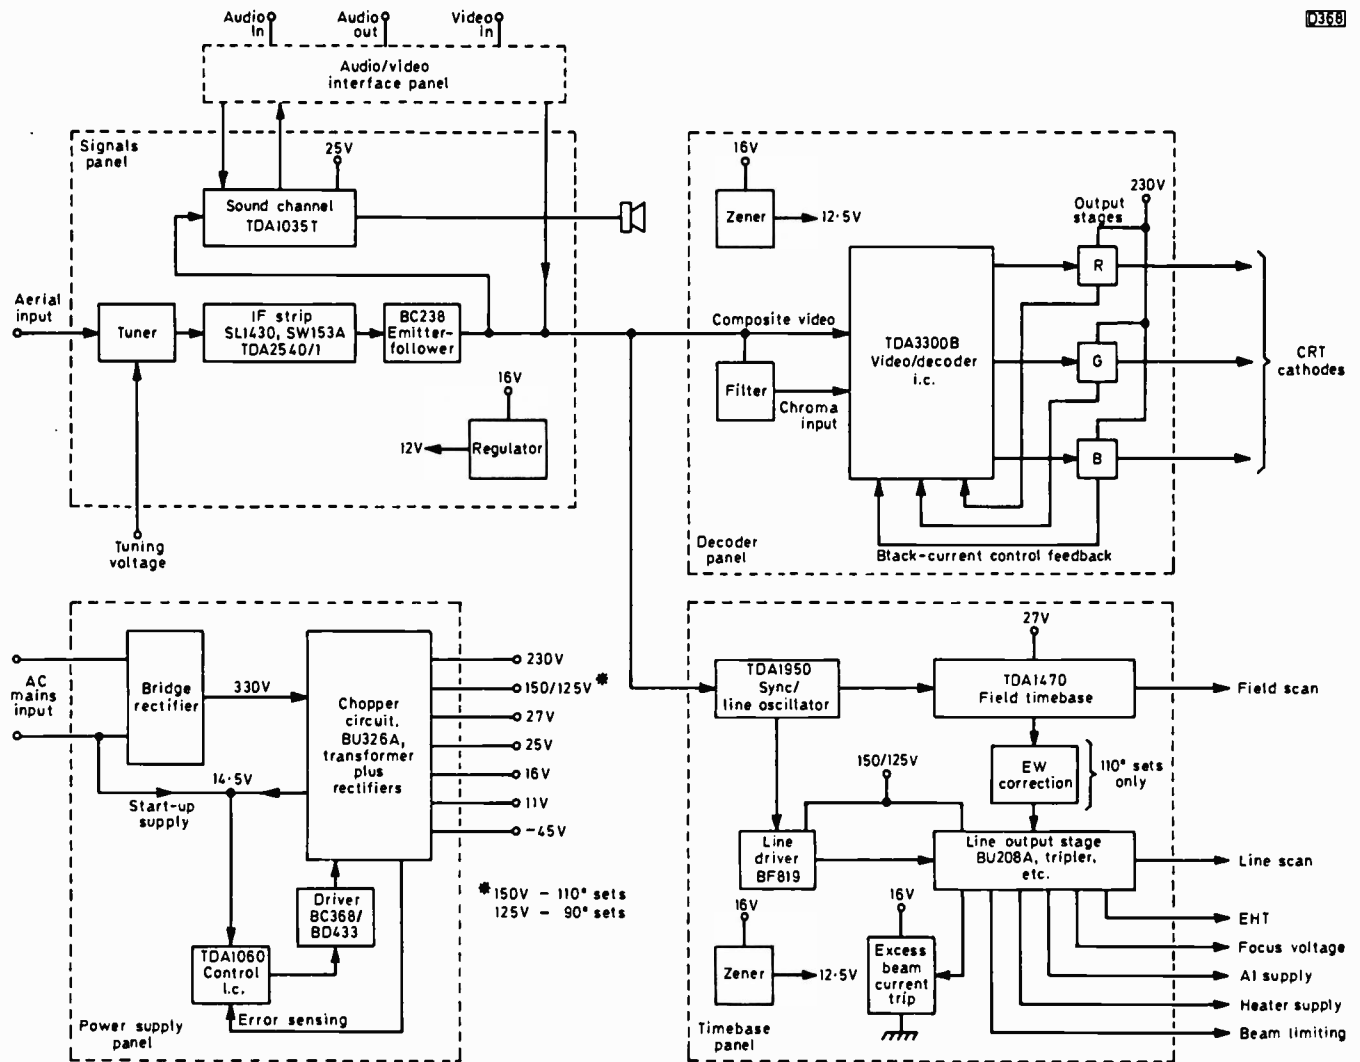 D368
Audio
In
Audio
out
Video
in
Audio/video
interface panel
Signals
panel
25V
Sound channel
TDA1035T
Aerial
input
Tuner
IF strip
SL1430, SW153A
TDA2540/1
BC238
Emitter-
follower
16V
12V
Regulator
Tuning
voltage
16V
Zener
12·5V
Output
stages
230V
Composite video
Filter
Chroma
input
TDA3300B
Video/decoder
i.c.
R
G
B
CRT
cathodes
Decoder
panel
Black-current control feedback
AC
mains
input
Bridge
rectifier
330V
Chopper
circuit,
BU326A,
transformer
plus
rectifiers
230V
150/125V *
27V
25V
16V
11V
-45V
14·5V
Start-up
supply
Driver
BC368/
BD433
TDA1060
Control
i.c.
Error sensing
Power supply
panel
* 150V - 110° sets
125V - 90° sets
27V
TDA1950
Sync/
line oscillator
TDA1470
Field timebase
Field scan
150/125V
EW
correction
110° sets
only
Line
driver
BF819
Line output stage
BU208A, tripler,
etc.
Line scan
16V
Zener
12·5V
16V
Excess
beam
current
trip
EHT
Focus voltage
A1 supply
Heater supply
Beam limiting
Timebase
panel